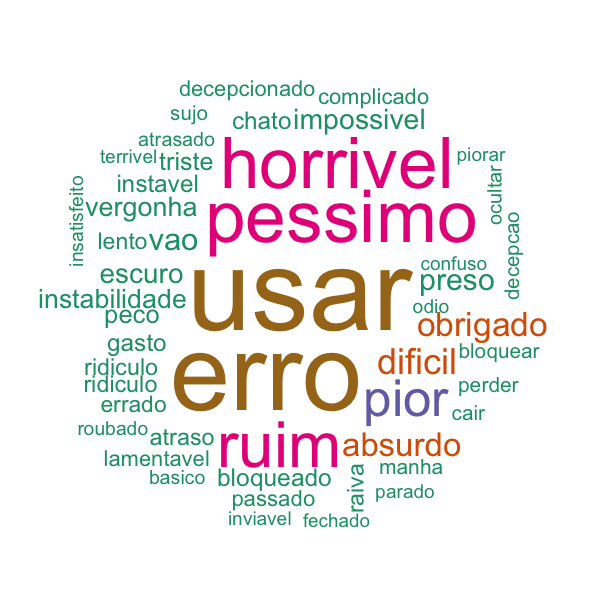 decepcionado
complicado
sujo
chato
impossivel
atrasado
horrivel
piorar
terrivel
triste
instavel
ocultar
insatisfeito
vergonha
pessimo
lento
vao
decepcao
confuso
escuro
usar
preso
instabilidade
odio
peco
obrigado
gasto
erro
dificil
bloquear
ridiculo
ridiculo
pior
perder
errado
cair
roubado
atraso
ruim
absurdo
lamentavel
manha
basico
bloqueado
raiva
parado
passado
inviavel
fechado